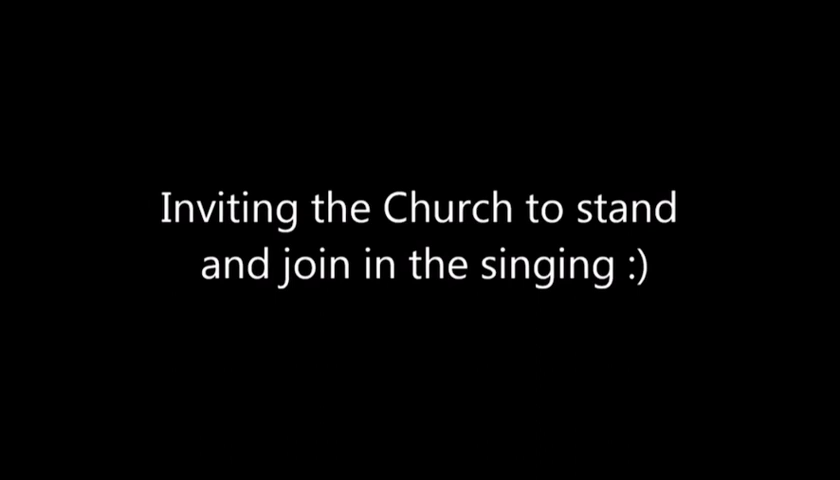 Inviting the Church to stand
and join in the singing :)